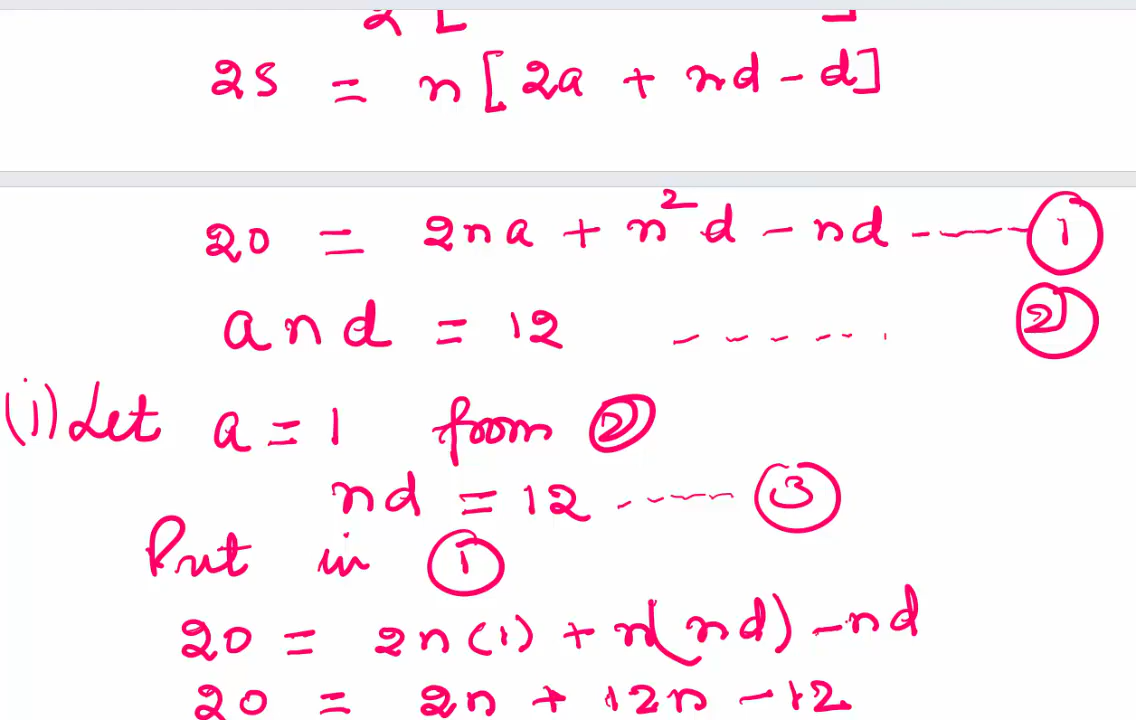 2[ ]
2S = n[2a + nd - d]
20 = 2na + n²d - nd ------ ①
and = 12 ------ ②
(i) Let a = 1 from ②
nd = 12 ------ ③
Put in ①
20 = 2n(1) + n(nd) - nd
20 = 2n + 12n - 12